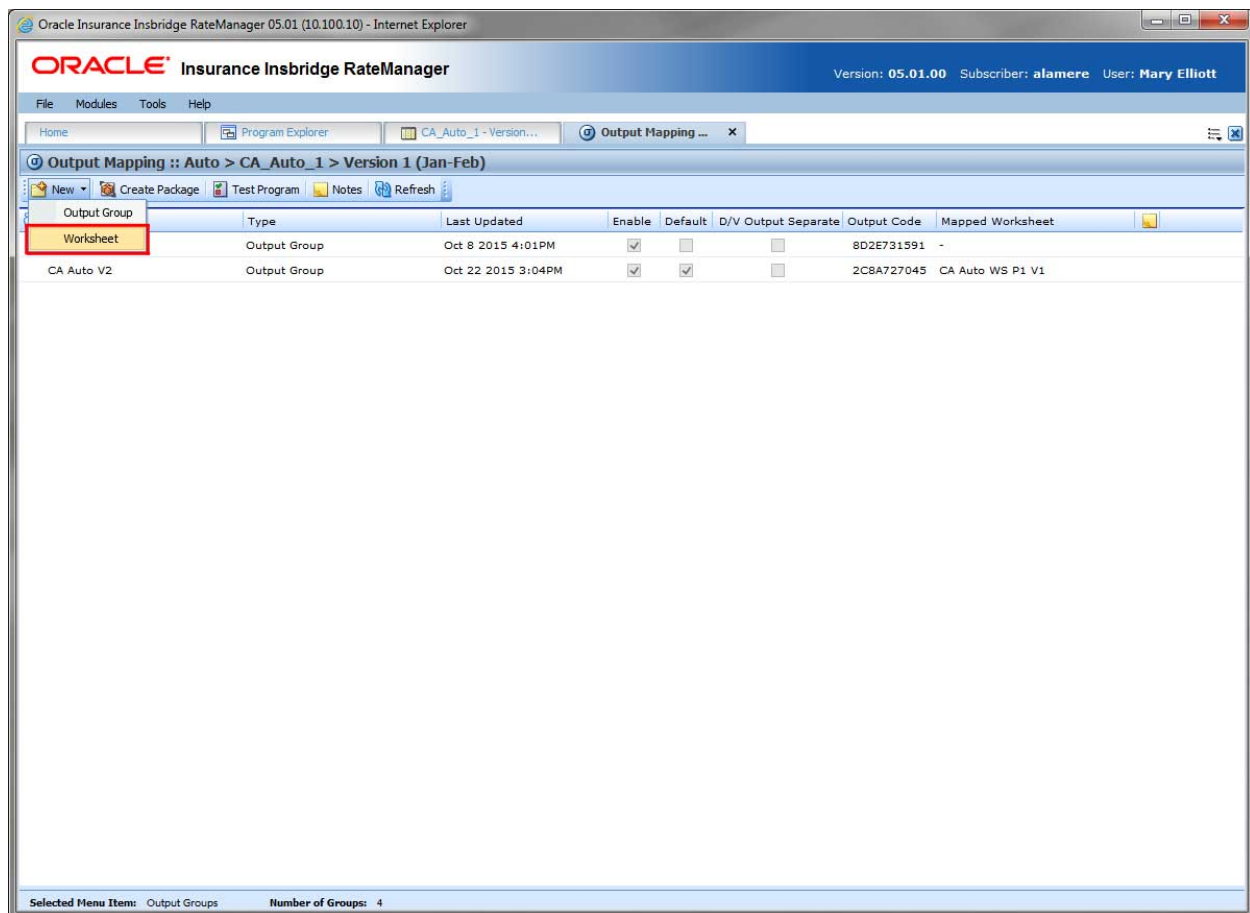 Oracle Insurance Insbridge RateManager 05.01 (10.100.10) - Internet Explorer
ORACLE Insurance Insbridge RateManager
Version: 05.01.00 Subscriber: alamere User: Mary Elliott
File Modules Tools Help
Home Program Explorer CA_Auto_1 - Version... Output Mapping ... x
Output Mapping :: Auto > CA_Auto_1 > Version 1 (Jan-Feb)
New Create Package Test Program Notes Refresh
Output Group
Worksheet
Type Last Updated Enable Default D/V Output Separate Output Code Mapped Worksheet
Output Group Oct 8 2015 4:01PM 8D2E731591 -
CA Auto V2 Output Group Oct 22 2015 3:04PM 2C8A727045 CA Auto WS P1 V1
Selected Menu Item: Output Groups Number of Groups: 4